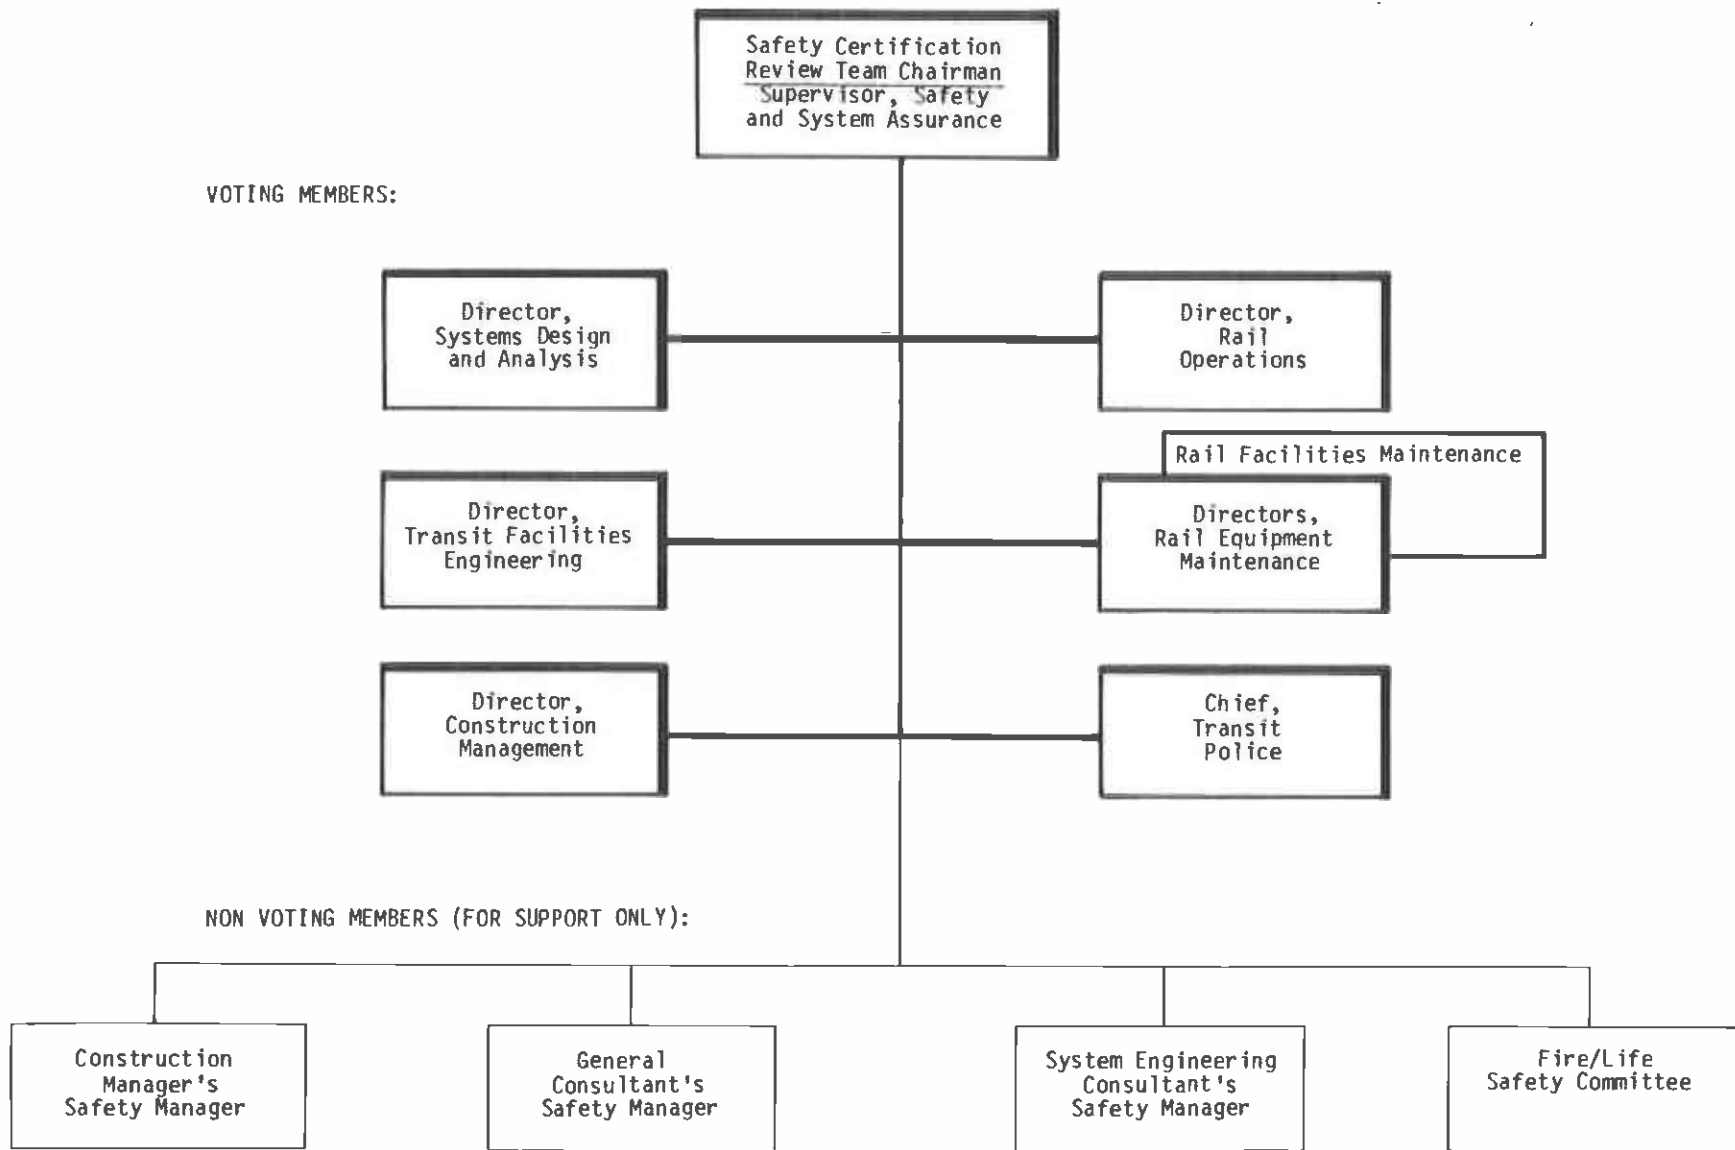 Safety Certification
Review Team Chairman
Supervisor, Safety
and System Assurance
VOTING MEMBERS:
Director,
Systems Design
and Analysis
Director,
Rail
Operations
Rail Facilities Maintenance
Director,
Transit Facilities
Engineering
Directors,
Rail Equipment
Maintenance
Director,
Construction
Management
Chief,
Transit
Police
NON VOTING MEMBERS (FOR SUPPORT ONLY):
Construction
Manager's
Safety Manager
General
Consultant's
Safety Manager
System Engineering
Consultant's
Safety Manager
Fire/Life
Safety Committee